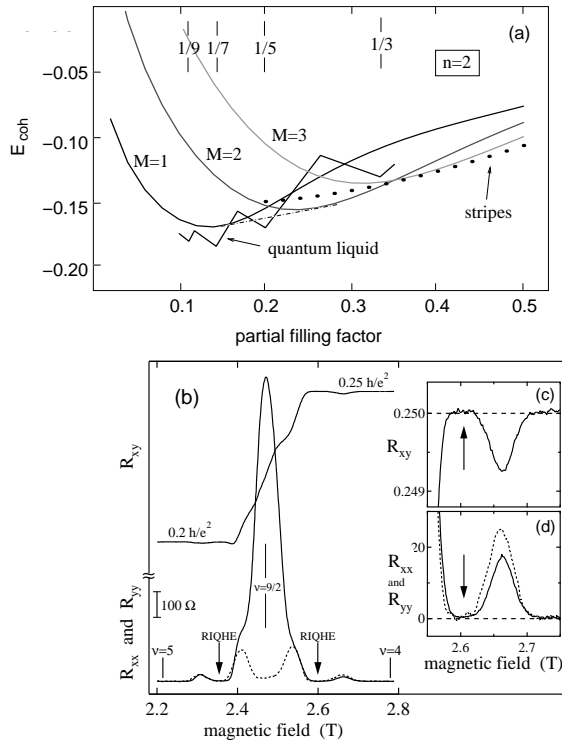 (a)
1/9 1/7 1/5 1/3
n=2
−0.05
−0.10
−0.15
−0.20
E_coh
M=1
M=2
M=3
stripes
quantum liquid
0.1 0.2 0.3 0.4 0.5
partial filling factor
(b)
0.25 h/e²
0.2 h/e²
R_xy
R_xx and R_yy
100 Ω
ν=9/2
RIQHE RIQHE
ν=5 ν=4
2.2 2.4 2.6 2.8
magnetic field (T)
(c)
0.250
R_xy
0.249
(d)
20
0
R_xx
and
R_yy
2.6 2.7
magnetic field (T)